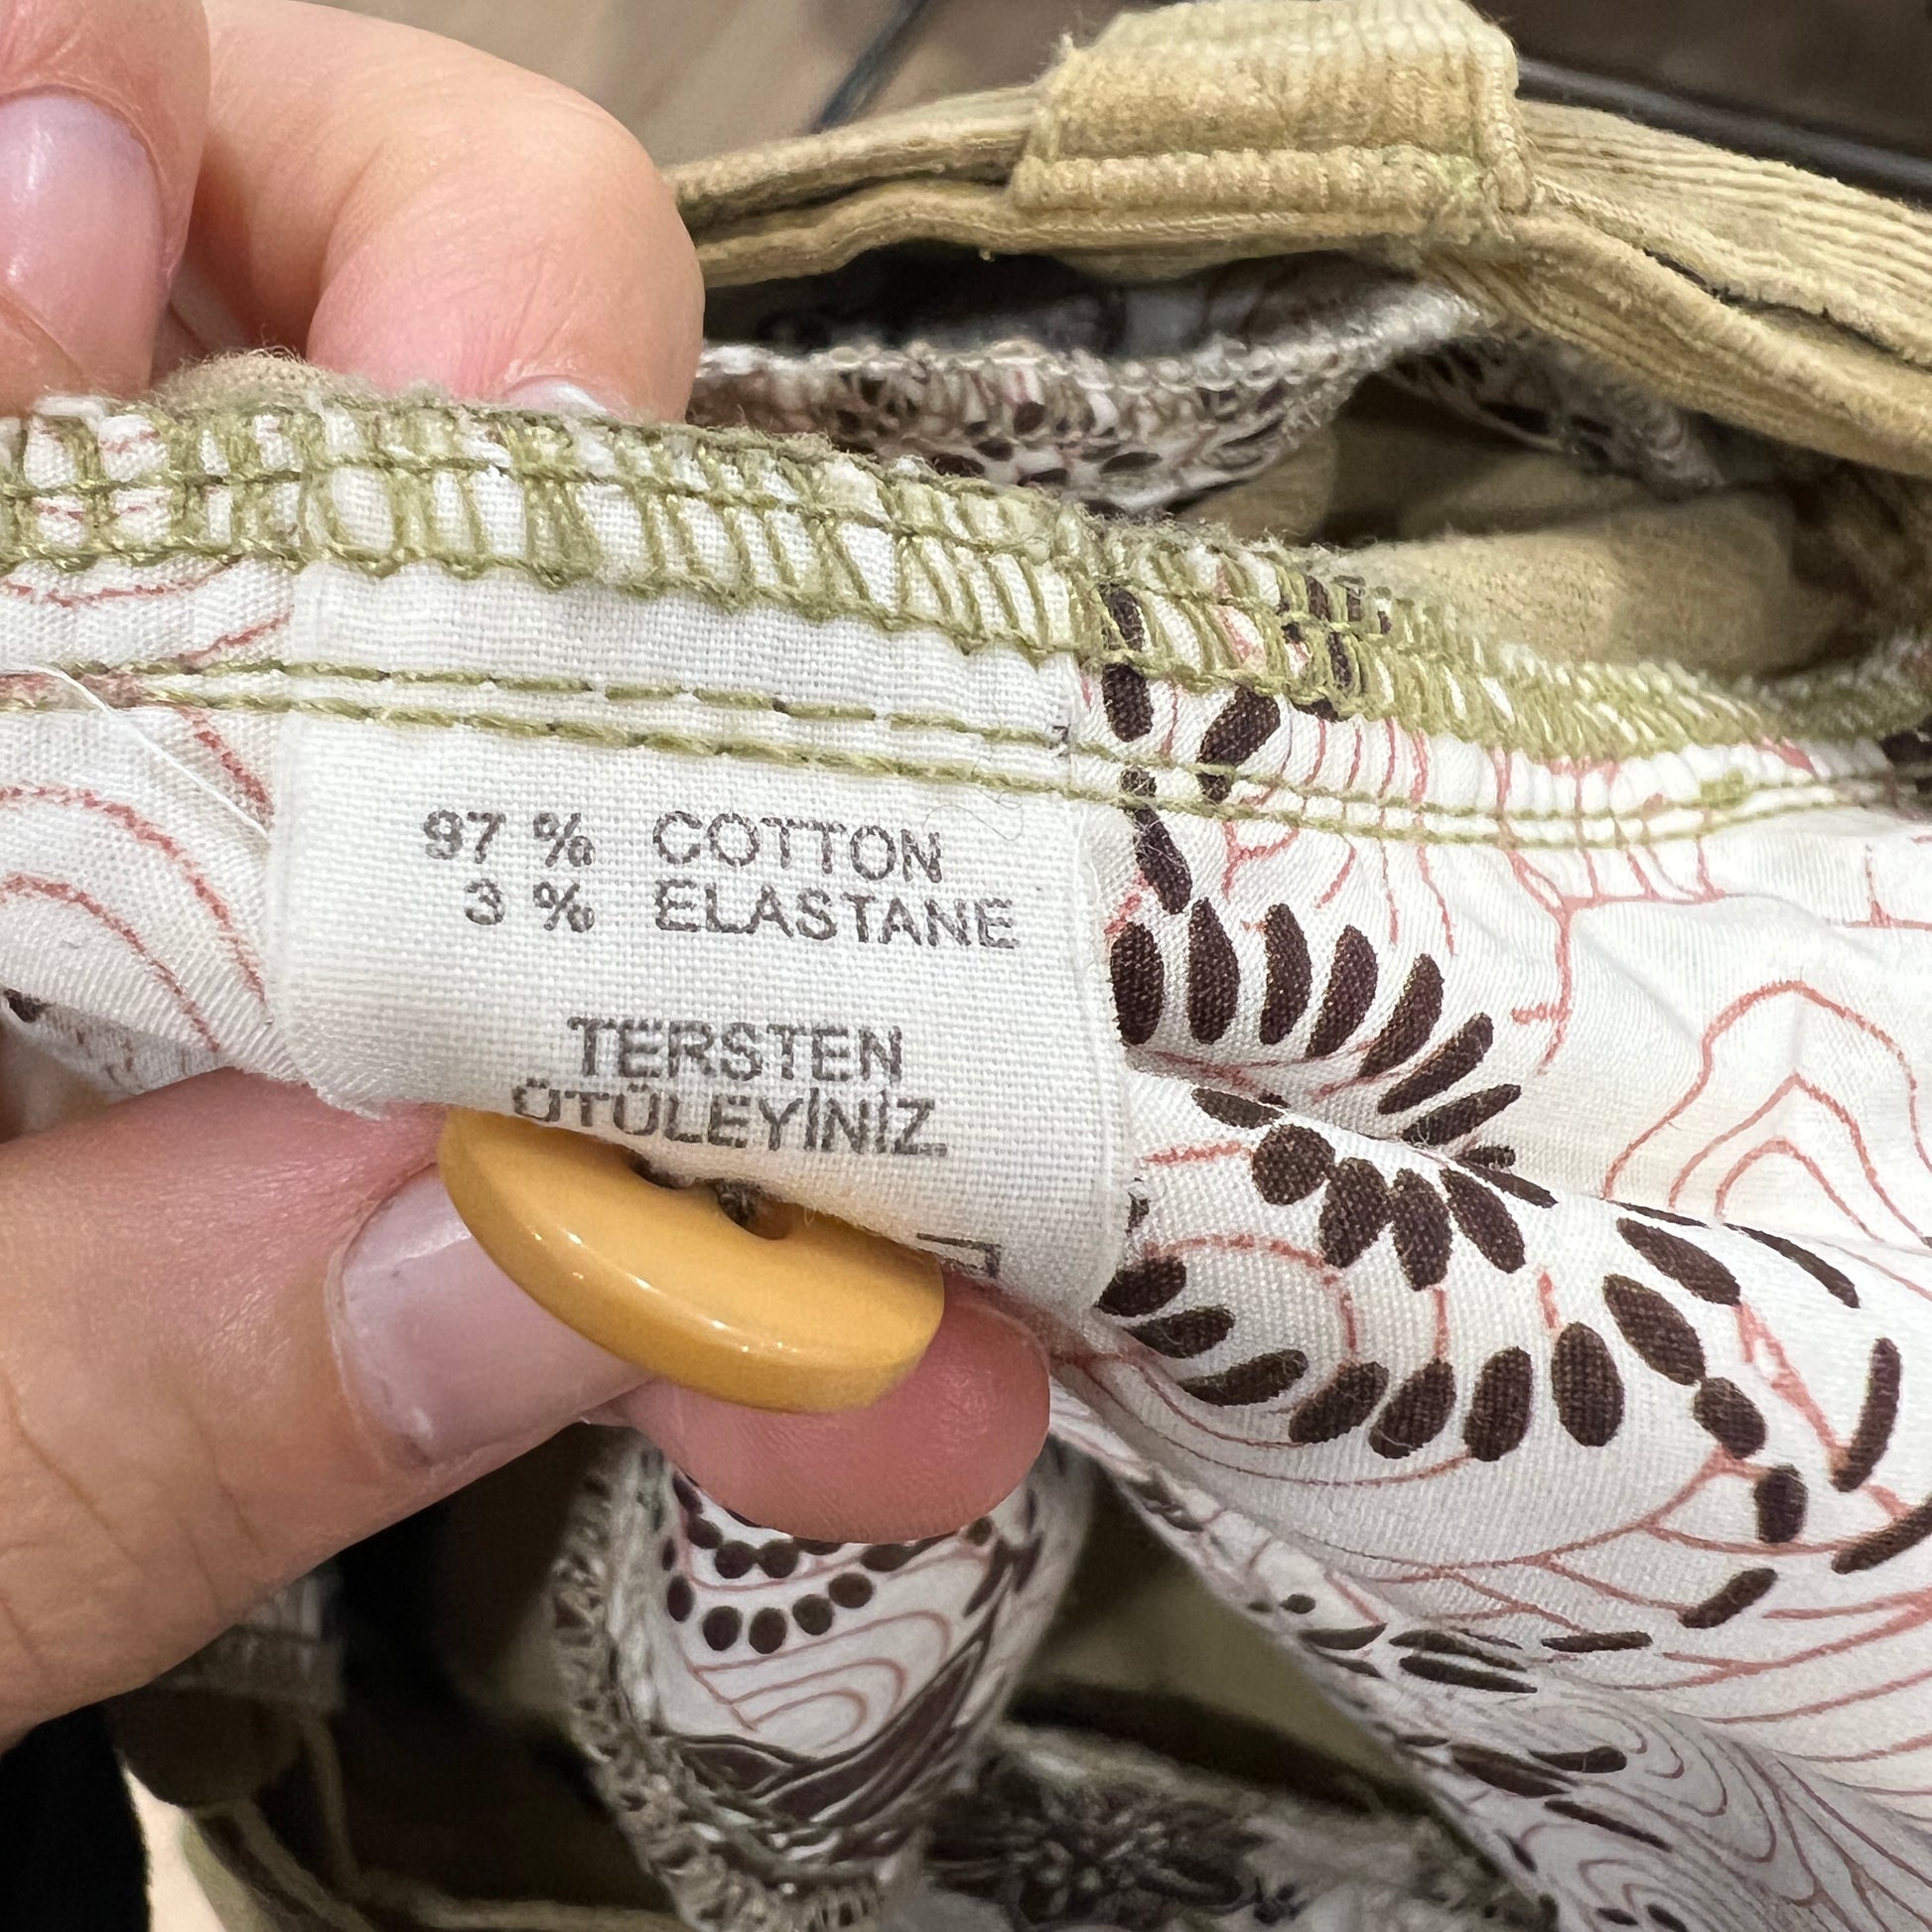 97 % COTTON
3 % ELASTANE
TERSTEN
ÜTÜLEYİNİZ.